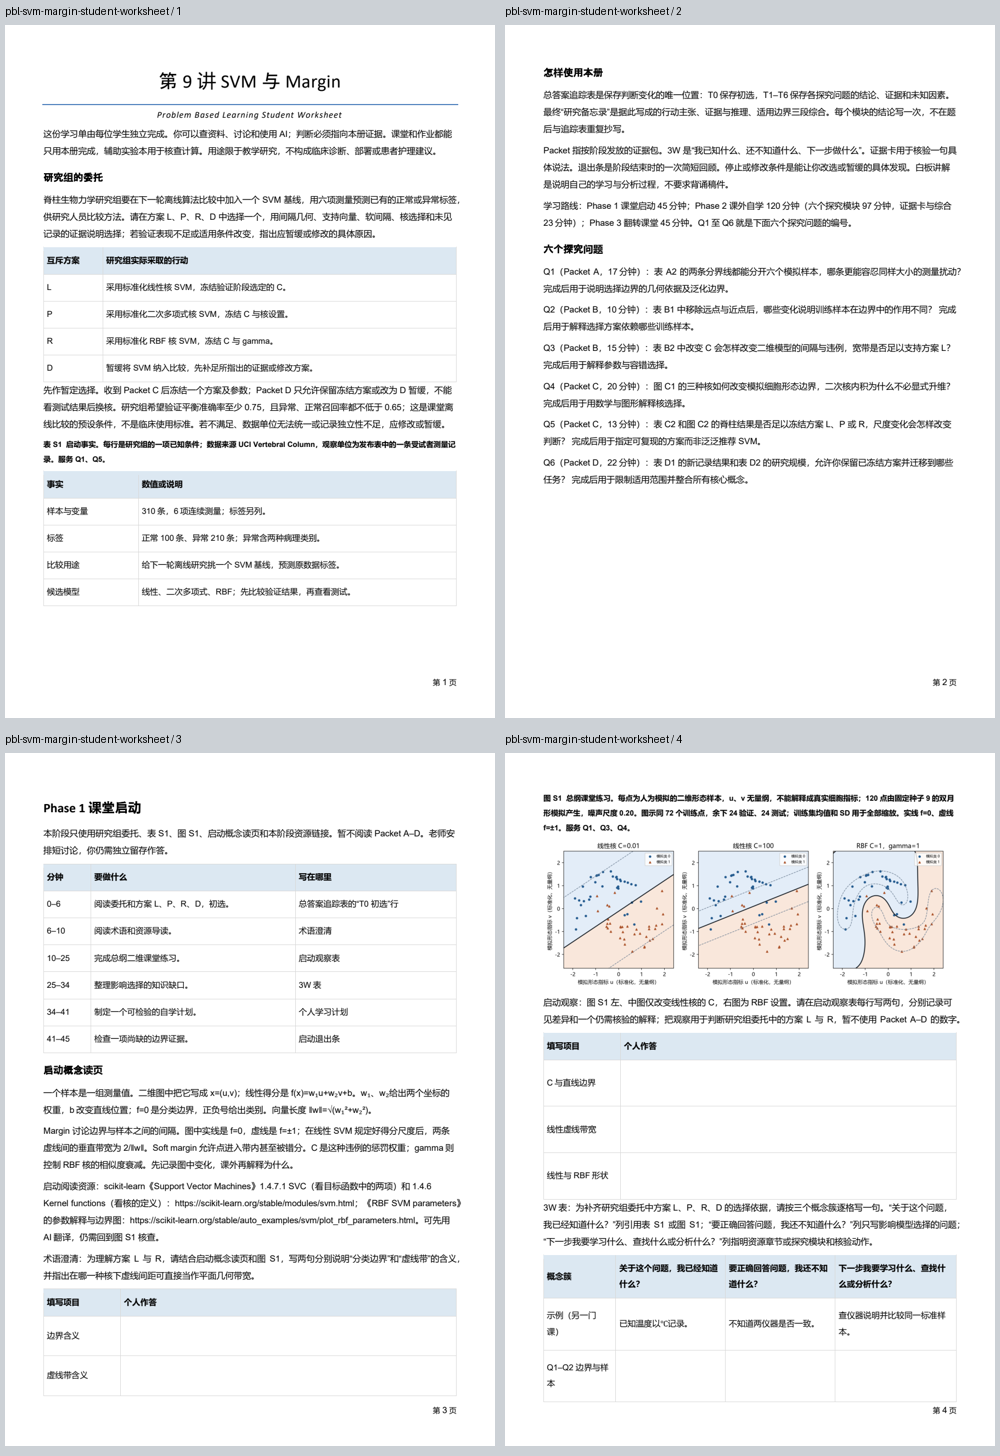 pbl-svm-margin-student-worksheet / 1
第 9 讲 SVM 与 Margin
Problem Based Learning Student Worksheet
这份学习单由每位学生独立完成。你可以查资料、讨论和使用 AI；判断必须指向本册证据。课堂和作业都能
只用本册完成，辅助实验本用于核查计算。用途限于教学研究，不构成临床诊断、部署或患者护理建议。
研究组的委托
脊柱生物力学研究组要在下一轮离线算法比较中加入一个 SVM 基线，用六项测量预测已有的正常或异常标签，
供研究人员比较方法。请在方案 L、P、R、D 中选择一个，用间隔几何、支持向量、软间隔、核选择和未见
记录的证据说明选择；若验证表现不足或适用条件改变，指出应暂缓或修改的具体原因。
互斥方案 研究组实际采取的行动
L 采用标准化线性核 SVM，冻结验证阶段选定的 C。
P 采用标准化二次多项式核 SVM，冻结 C 与核设置。
R 采用标准化 RBF 核 SVM，冻结 C 与 gamma。
D 暂缓将 SVM 纳入比较，先补足所指出的证据或修改方案。
先作暂定选择。收到 Packet C 后冻结一个方案及参数；Packet D 只允许保留冻结方案或改为 D 暂缓，不能
看测试结果后换核。研究组希望验证平衡准确率至少 0.75，且异常、正常召回率都不低于 0.65；这是课堂离
线比较的预设条件，不是临床使用标准。若不满足、数据单位无法统一或记录独立性不足，应修改或暂缓。
表 S1 启动事实。每行是研究组的一项已知条件；数据来源 UCI Vertebral Column，观察单位为发布表中的一条受试者测量记
录。服务 Q1、Q5。
事实 数值或说明
样本与变量 310 条，6 项连续测量；标签另列。
标签 正常 100 条、异常 210 条；异常含两种病理类别。
比较用途 给下一轮离线研究挑一个 SVM 基线，预测原数据标签。
候选模型 线性、二次多项式、RBF；先比较验证结果，再查看测试。
第 1 页
pbl-svm-margin-student-worksheet / 2
怎样使用本册
总答案追踪表是保存判断变化的唯一位置：T0 保存初选，T1–T6 保存各探究问题的结论、证据和未知因素。
最终“研究备忘录”是据此写成的行动主张、证据与推理、适用边界三段综合。每个模块的结论写一次，不在题
后与追踪表重复抄写。
Packet 指按阶段发放的证据包。3W 是“我已知什么、还不知道什么、下一步做什么”。证据卡用于核验一句具
体说法。退出条是阶段结束时的一次简短回顾。停止或修改条件是能让你改选或暂缓的具体发现。白板讲解
是说明自己的学习与分析过程，不要求背诵稿件。
学习路线：Phase 1 课堂启动 45 分钟；Phase 2 课外自学 120 分钟（六个探究模块 97 分钟，证据卡与综合
23 分钟）；Phase 3 翻转课堂 45 分钟。Q1 至 Q6 就是下面六个探究问题的编号。
六个探究问题
Q1（Packet A，17 分钟）：表 A2 的两条分界线都能分开六个模拟样本，哪条更能容忍同样大小的测量扰动？
完成后用于说明选择边界的几何依据及泛化边界。
Q2（Packet B，10 分钟）：表 B1 中移除远点与近点后，哪些变化说明训练样本在边界中的作用不同？ 完成
后用于解释选择方案依赖哪些训练样本。
Q3（Packet B，15 分钟）：表 B2 中改变 C 会怎样改变二维模型的间隔与违例，宽带是否足以支持方案 L？
完成后用于解释参数与容错选择。
Q4（Packet C，20 分钟）：图 C1 的三种核如何改变模拟细胞形态边界，二次核内积为什么不必显式升维？
完成后用于用数学与图形解释核选择。
Q5（Packet C，13 分钟）：表 C2 和图 C2 的脊柱结果是否足以冻结方案 L、P 或 R，尺度变化会怎样改变
判断？ 完成后用于指定可复现的方案而非泛泛推荐 SVM。
Q6（Packet D，22 分钟）：表 D1 的新记录结果和表 D2 的研究规模，允许你保留已冻结方案并迁移到哪些
任务？ 完成后用于限制适用范围并整合所有核心概念。
第 2 页
pbl-svm-margin-student-worksheet / 3
Phase 1 课堂启动
本阶段只使用研究组委托、表 S1、图 S1、启动概念读页和本阶段资源链接。暂不阅读 Packet A–D。老师安
排短讨论，你仍需独立留存作答。
分钟 要做什么 写在哪里
0–6 阅读委托和方案 L、P、R、D，初选。 总答案追踪表的“T0 初选”行
6–10 阅读术语和资源导读。 术语澄清
10–25 完成总纲二维课堂练习。 启动观察表
25–34 整理影响选择的知识缺口。 3W 表
34–41 制定一个可检验的自学计划。 个人学习计划
41–45 检查一项尚缺的边界证据。 启动退出条
启动概念读页
一个样本是一组测量值。二维图中把它写成 x=(u,v)；线性得分是 f(x)=w₁u+w₂v+b。w₁、w₂给出两个坐标的
权重，b 改变直线位置；f=0 是分类边界，正负号给出类别。向量长度 ‖w‖=√(w₁²+w₂²)。
Margin 讨论边界与样本之间的间隔。图中实线是 f=0，虚线是 f=±1；在线性 SVM 规定好得分尺度后，两条
虚线间的垂直带宽为 2/‖w‖。Soft margin 允许点进入带内甚至被错分。C 是这种违例的惩罚权重；gamma 则
控制 RBF 核的相似度衰减。先记录图中变化，课外再解释为什么。
启动阅读资源：scikit-learn《Support Vector Machines》1.4.7.1 SVC（看目标函数中的两项）和 1.4.6
Kernel functions（看核的定义）：https://scikit-learn.org/stable/modules/svm.html；《RBF SVM parameters》
的参数解释与边界图：https://scikit-learn.org/stable/auto_examples/svm/plot_rbf_parameters.html。可先用
AI 翻译，仍需回到图 S1 核查。
术语澄清：为理解方案 L 与 R，请结合启动概念读页和图 S1，写两句分别说明“分类边界”和“虚线带”的含义，
并指出在哪一种核下虚线间距可直接当作平面几何带宽。
填写项目 个人作答
边界含义
虚线带含义
第 3 页
pbl-svm-margin-student-worksheet / 4
图 S1 总纲课堂练习。每点为人为模拟的二维形态样本，u、v 无量纲，不能解释成真实细胞指标；120 点由固定种子 9 的双月
形模拟产生，噪声尺度 0.20。图示同 72 个训练点，余下 24 验证、24 测试；训练集均值和 SD 用于全部缩放。实线 f=0、虚线
f=±1。服务 Q1、Q3、Q4。
线性核 C=0.01
线性核 C=100
RBF C=1，gamma=1
模拟类 0
模拟类 1
模拟形态指标 v（标准化，无量纲）
模拟形态指标 u（标准化，无量纲）
启动观察：图 S1 左、中图仅改变线性核的 C，右图为 RBF 设置。请在启动观察表每行写两句，分别记录可
见差异和一个仍需核验的解释；把观察用于判断研究组委托中的方案 L 与 R，暂不使用 Packet A–D 的数字。
填写项目 个人作答
C 与直线边界
线性虚线带宽
线性与 RBF 形状
3W 表：为补齐研究组委托中方案 L、P、R、D 的选择依据，请按三个概念簇逐格写一句。“关于这个问题，
我已经知道什么？”列引用表 S1 或图 S1；“要正确回答问题，我还不知道什么？”列只写影响模型选择的问题；
“下一步我要学习什么、查找什么或分析什么？”列指明资源章节或探究模块和核验动作。
概念簇 关于这个问题，我已经知道什么？ 要正确回答问题，我还不知道什么？ 下一步我要学习什么、查找什么或分析什么？
示例（另一门课） 已知温度以℃记录。 不知道两仪器是否一致。 查仪器说明并比较同一标准样本。
Q1–Q2 边界与样本
第 4 页